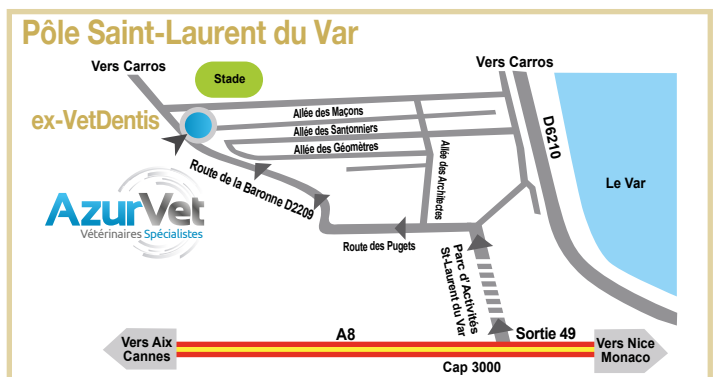 Pôle Saint-Laurent du Var
Vers Carros
Stade
Vers Carros
ex-VetDentis
Allée des Maçons
Allée des Santonniers
Allée des Géomètres
Allée des Architectes
D6210
Le Var
Route de la Baronne D2209
AzurVet
Vétérinaires Spécialistes
Route des Pugets
Parc d'Activités
St-Laurent du Var
Vers Aix
Cannes
A8
Sortie 49
Vers Nice
Monaco
Cap 3000